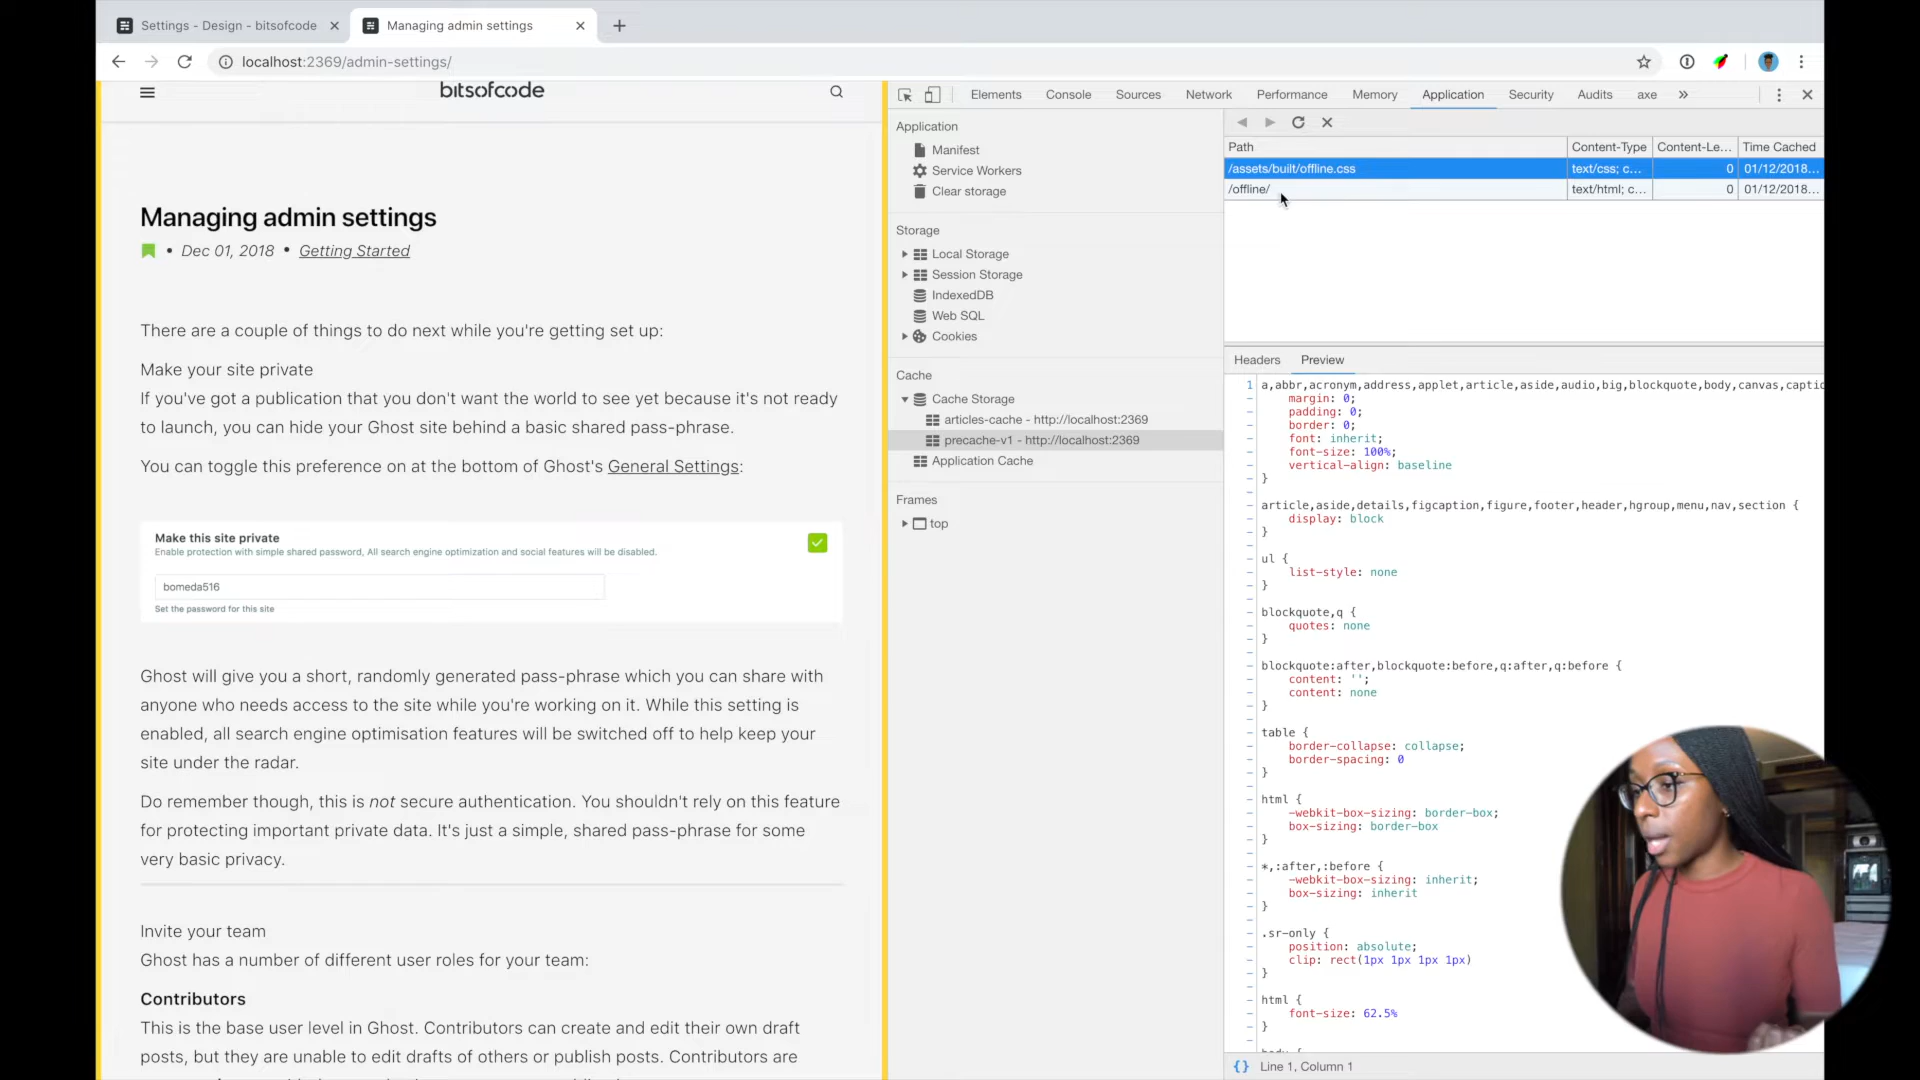 Settings - Design - bitsofcode
Managing admin settings
localhost:2369/admin-settings/
bitsofcode
Managing admin settings
• Dec 01, 2018 • Getting Started
There are a couple of things to do next while you're getting set up:
Make your site private
If you've got a publication that you don't want the world to see yet because it's not ready
to launch, you can hide your Ghost site behind a basic shared pass-phrase.
You can toggle this preference on at the bottom of Ghost's General Settings:
Make this site private
Enable protection with simple shared password, All search engine optimization and social features will be disabled.
bomeda516
Set the password for this site
Ghost will give you a short, randomly generated pass-phrase which you can share with
anyone who needs access to the site while you're working on it. While this setting is
enabled, all search engine optimisation features will be switched off to help keep your
site under the radar.
Do remember though, this is not secure authentication. You shouldn't rely on this feature
for protecting important private data. It's just a simple, shared pass-phrase for some
very basic privacy.
Invite your team
Ghost has a number of different user roles for your team:
Contributors
This is the base user level in Ghost. Contributors can create and edit their own draft
posts, but they are unable to edit drafts of others or publish posts. Contributors are
Elements Console Sources Network Performance Memory Application Security Audits axe »
Application
Manifest
Service Workers
Clear storage
Storage
Local Storage
Session Storage
IndexedDB
Web SQL
Cookies
Cache
Cache Storage
articles-cache - http://localhost:2369
precache-v1 - http://localhost:2369
Application Cache
Frames
top
Path Content-Type Content-Le... Time Cached
/assets/built/offline.css text/css; c... 0 01/12/2018...
/offline/ text/html; c... 0 01/12/2018...
Headers Preview
1 a,abbr,acronym,address,applet,article,aside,audio,big,blockquote,body,canvas,captio
- margin: 0;
- padding: 0;
- border: 0;
- font: inherit;
- font-size: 100%;
- vertical-align: baseline
- }
-
- article,aside,details,figcaption,figure,footer,header,hgroup,menu,nav,section {
- display: block
- }
-
- ul {
- list-style: none
- }
-
- blockquote,q {
- quotes: none
- }
-
- blockquote:after,blockquote:before,q:after,q:before {
- content: '';
- content: none
- }
-
- table {
- border-collapse: collapse;
- border-spacing: 0
- }
-
- html {
- -webkit-box-sizing: border-box;
- box-sizing: border-box
- }
-
- *,:after,:before {
- -webkit-box-sizing: inherit;
- box-sizing: inherit
- }
-
- .sr-only {
- position: absolute;
- clip: rect(1px 1px 1px 1px)
- }
-
- html {
- font-size: 62.5%
- }
-
{} Line 1, Column 1